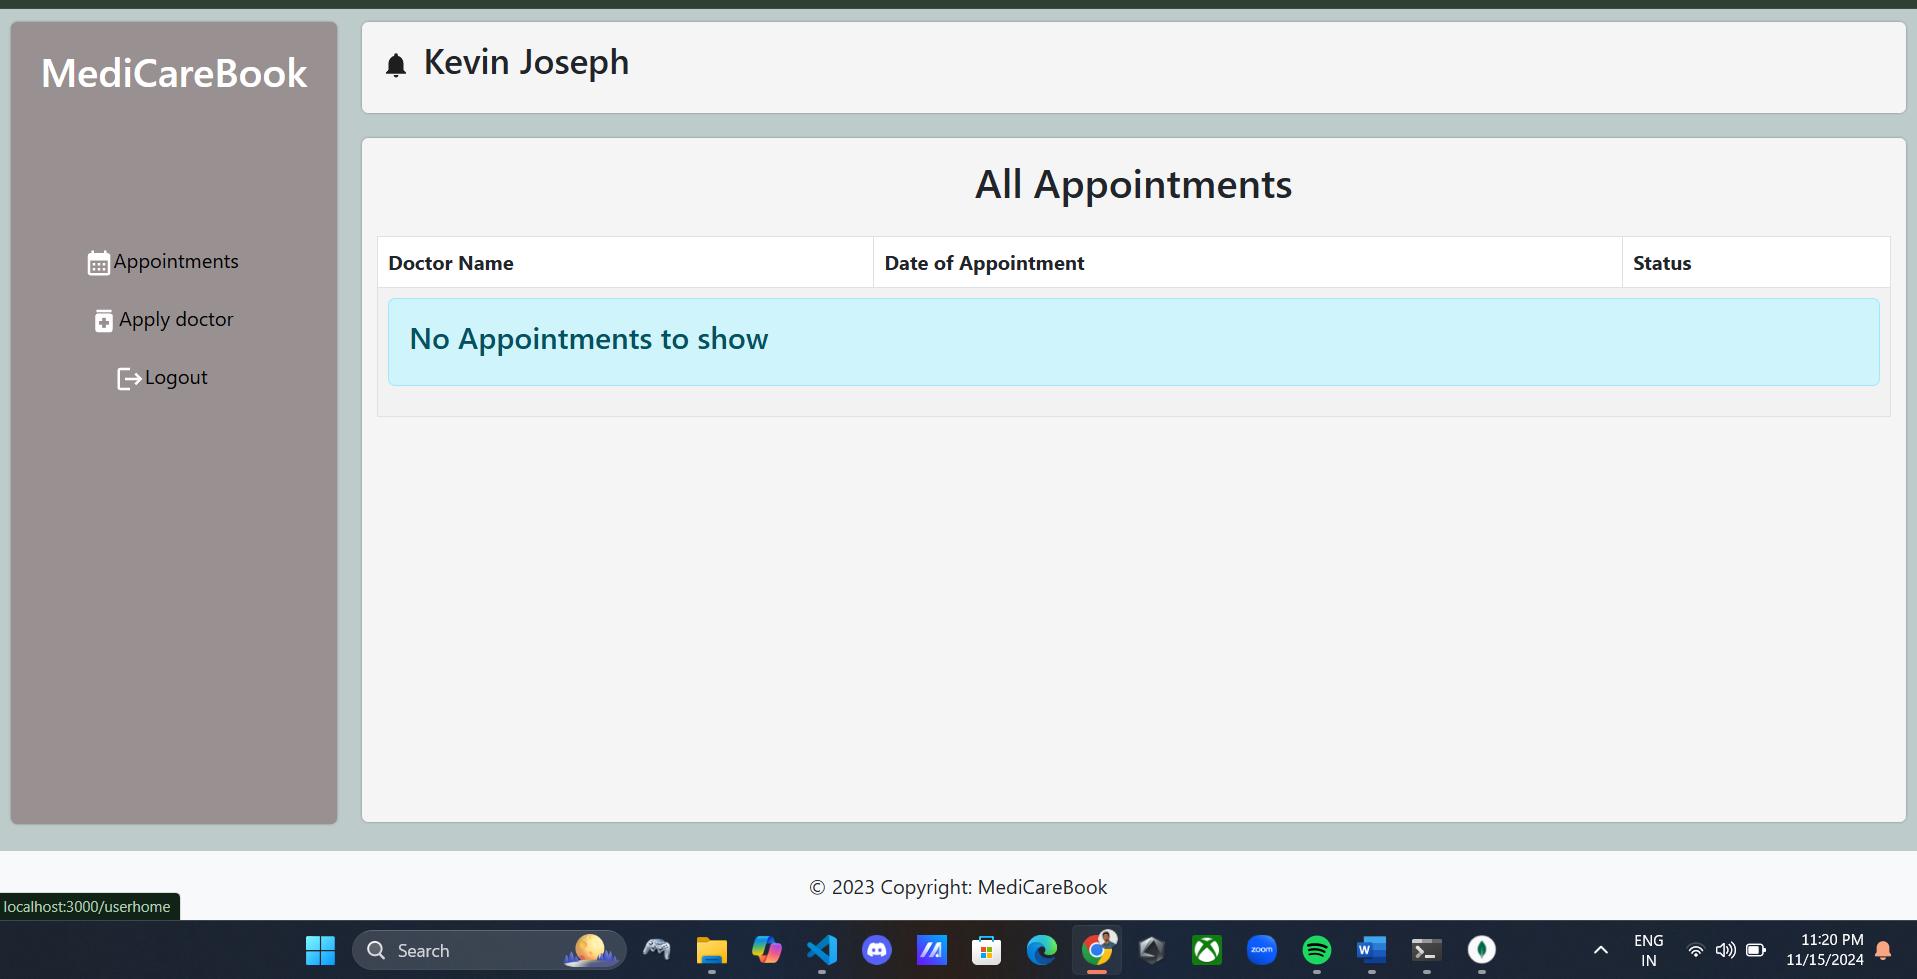 MediCareBook
Kevin Joseph
Appointments
Apply doctor
Logout
All Appointments
Doctor Name Date of Appointment Status
No Appointments to show
© 2023 Copyright: MediCareBook
localhost:3000/userhome
Search
zoom
W
ENG
IN
11:20 PM
11/15/2024